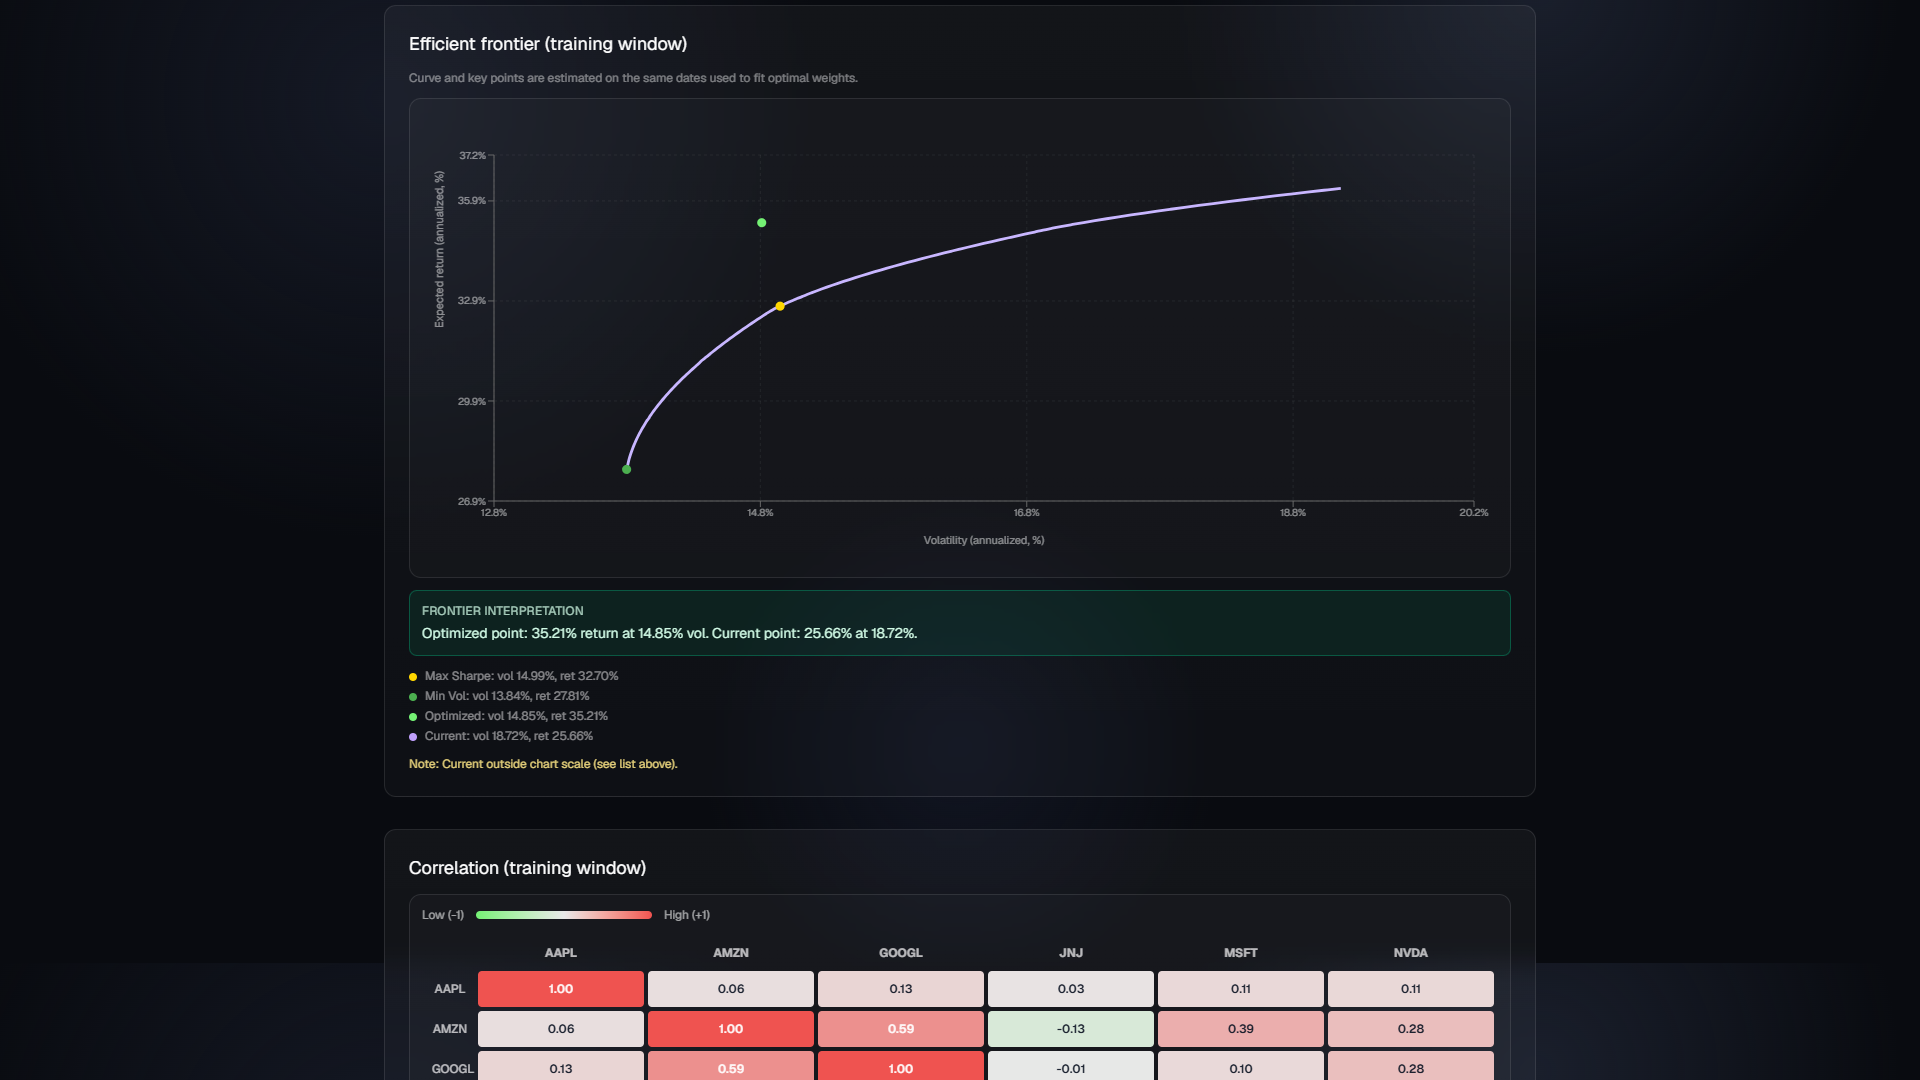 Efficient frontier (training window)
Curve and key points are estimated on the same dates used to fit optimal weights.
37.2%
35.9%
32.9%
29.9%
26.9%
Expected return (annualized, %)
12.8%
14.8%
16.8%
18.8%
20.2%
Volatility (annualized, %)
FRONTIER INTERPRETATION
Optimized point: 35.21% return at 14.85% vol. Current point: 25.66% at 18.72%.
Max Sharpe: vol 14.99%, ret 32.70%
Min Vol: vol 13.84%, ret 27.81%
Optimized: vol 14.85%, ret 35.21%
Current: vol 18.72%, ret 25.66%
Note: Current outside chart scale (see list above).
Correlation (training window)
Low (-1) High (+1)
AAPL AMZN GOOGL JNJ MSFT NVDA
AAPL 1.00 0.06 0.13 0.03 0.11 0.11
AMZN 0.06 1.00 0.59 -0.13 0.39 0.28
GOOGL 0.13 0.59 1.00 -0.01 0.10 0.28